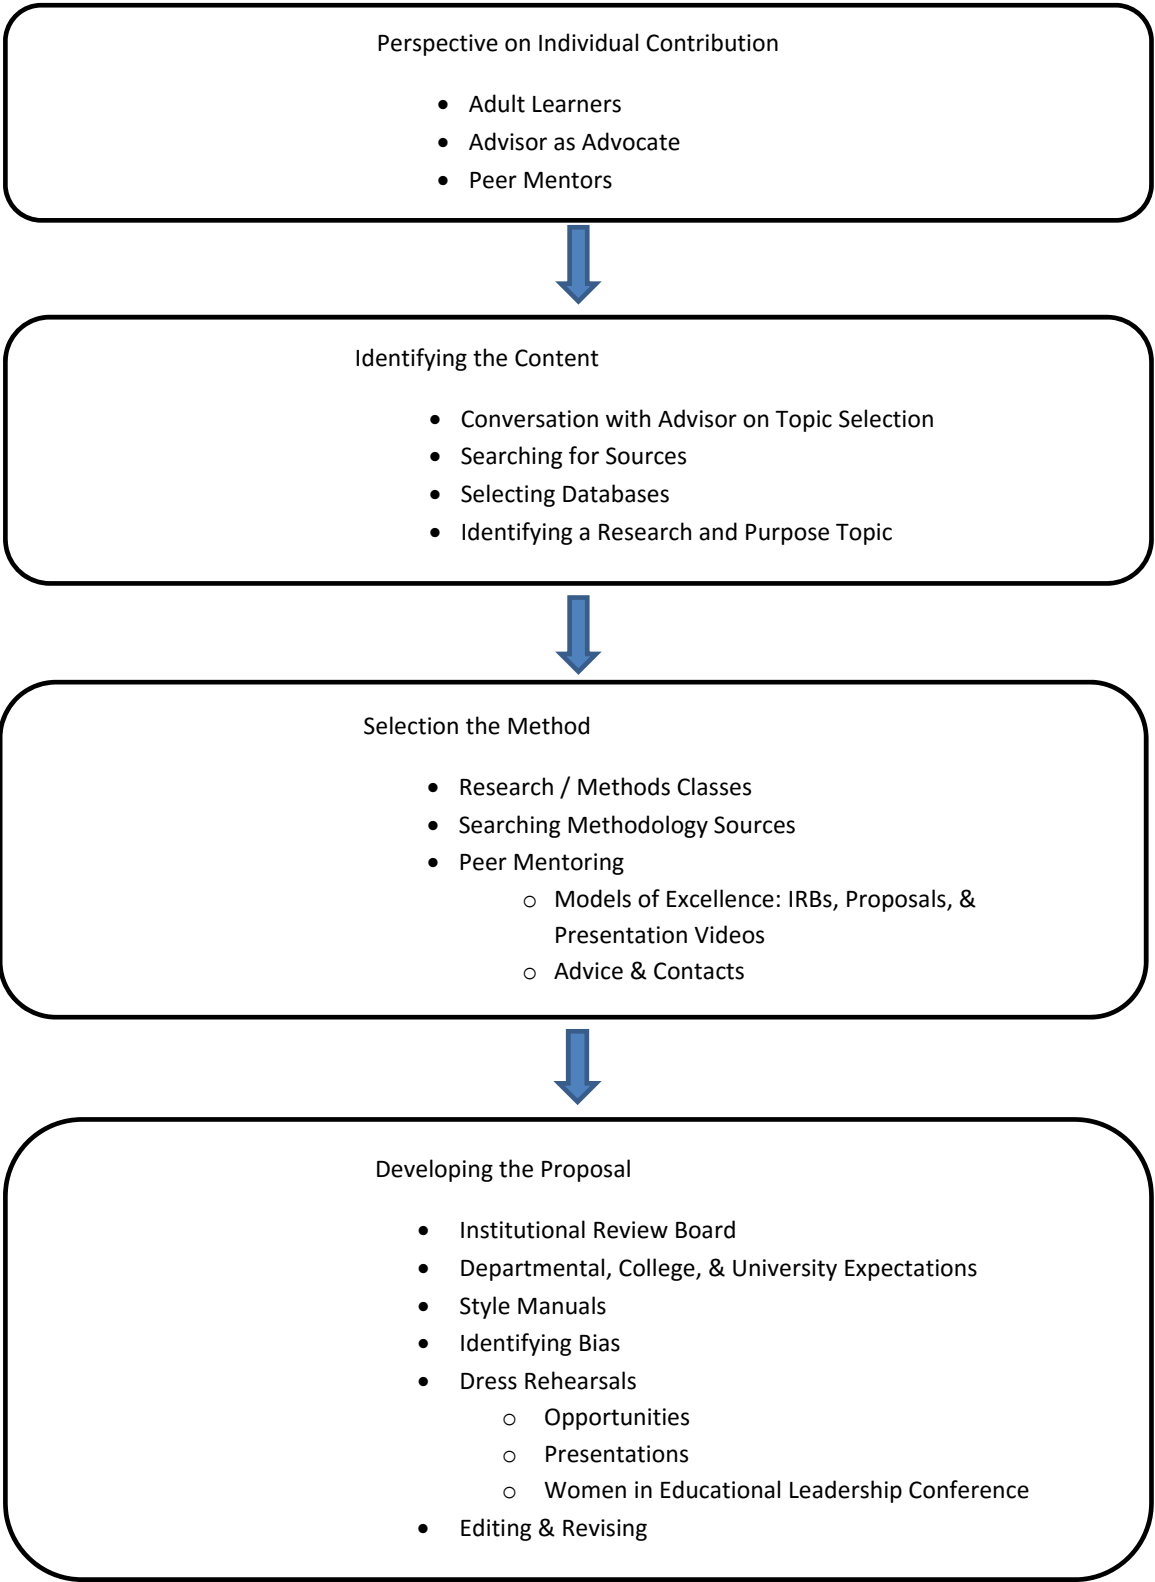 Perspective on Individual Contribution
• Adult Learners
• Advisor as Advocate
• Peer Mentors
Identifying the Content
• Conversation with Advisor on Topic Selection
• Searching for Sources
• Selecting Databases
• Identifying a Research and Purpose Topic
Selection the Method
• Research / Methods Classes
• Searching Methodology Sources
• Peer Mentoring
o Models of Excellence: IRBs, Proposals, &
Presentation Videos
o Advice & Contacts
Developing the Proposal
• Institutional Review Board
• Departmental, College, & University Expectations
• Style Manuals
• Identifying Bias
• Dress Rehearsals
o Opportunities
o Presentations
o Women in Educational Leadership Conference
• Editing & Revising